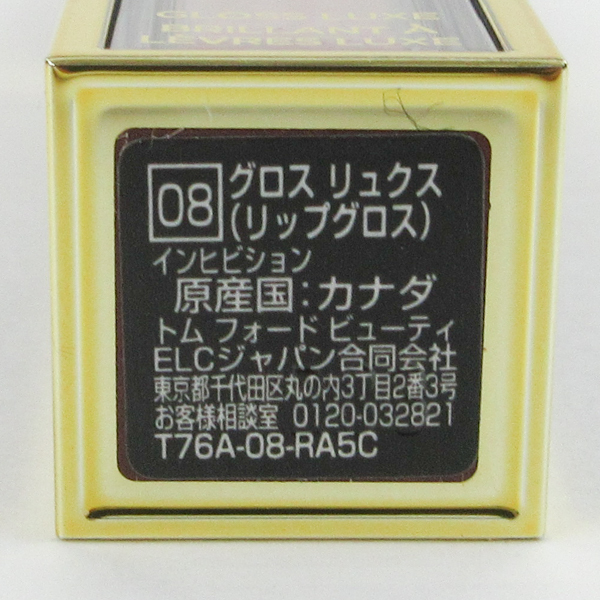 GLOSS LUXE
BRILLANT À
LÈVRES LUXE
08
グロス リュクス
(リップグロス)
インヒビション
原産国:カナダ
トム フォード ビューティ
ELCジャパン合同会社
東京都千代田区丸の内3丁目2番3号
お客様相談室 0120-032821
T76A-08-RA5C